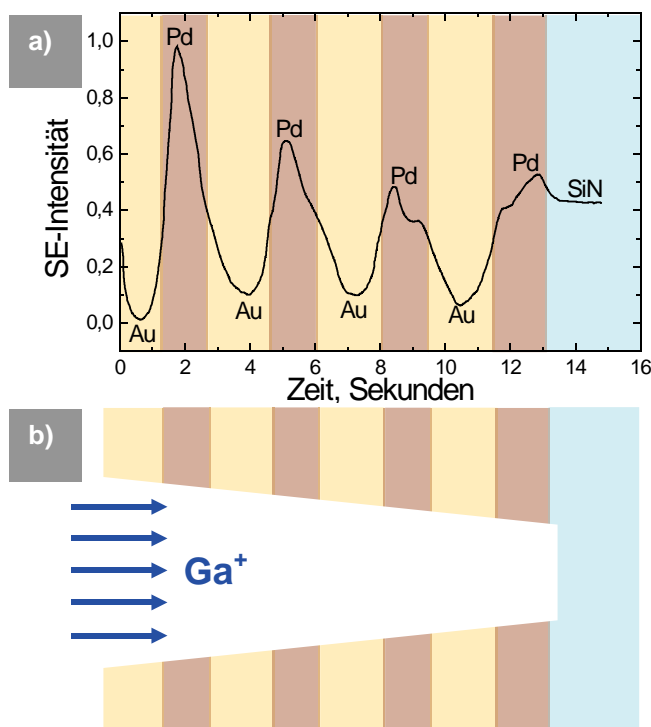 a)
SE-Intensität
1,0
0,8
0,6
0,4
0,2
0,0
Pd
Pd
Pd
Pd
SiN
Au
Au
Au
Au
0 2 4 6 8 10 12 14 16
Zeit, Sekunden
b)
Ga⁺